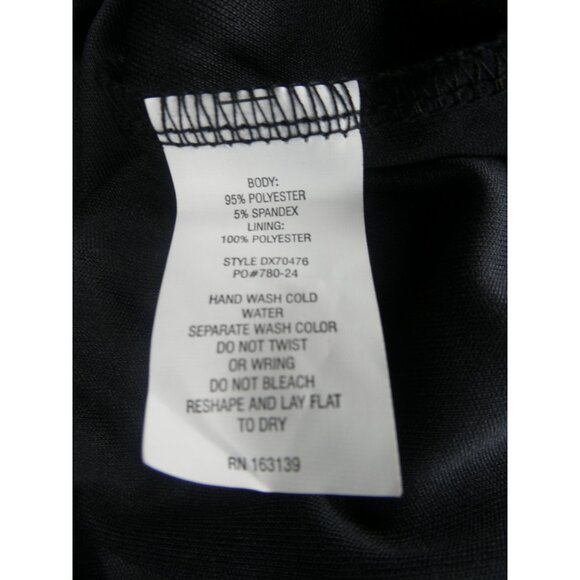 BODY:
95% POLYESTER
5% SPANDEX
LINING:
100% POLYESTER
STYLE DX70476
PO#780-24
HAND WASH COLD
WATER
SEPARATE WASH COLOR
DO NOT TWIST
OR WRING
DO NOT BLEACH
RESHAPE AND LAY FLAT
TO DRY
RN 163139